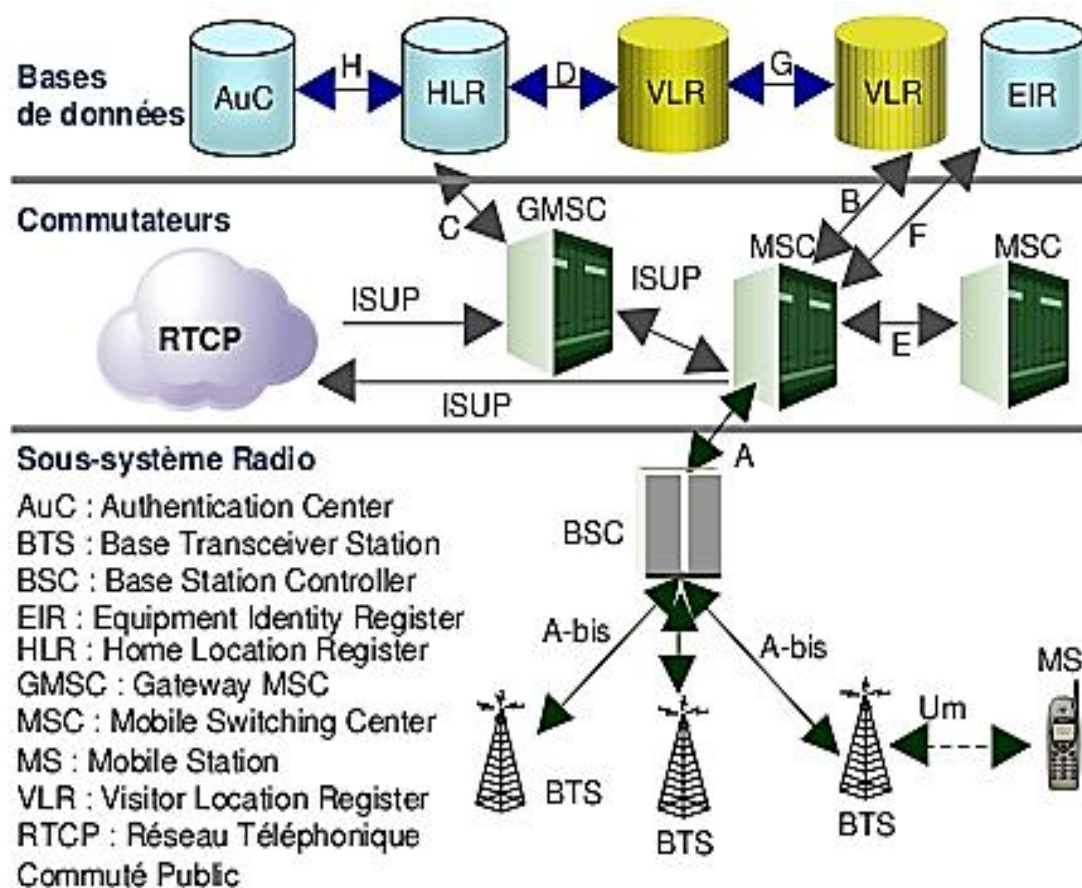 Bases
de données
AuC
H
HLR
D
VLR
G
VLR
EIR
Commutateurs
C
GMSC
B
F
MSC
MSC
ISUP
ISUP
RTCP
E
ISUP
A
Sous-système Radio
AuC : Authentication Center
BTS : Base Transceiver Station
BSC : Base Station Controller
EIR : Equipment Identity Register
HLR : Home Location Register
GMSC : Gateway MSC
MSC : Mobile Switching Center
MS : Mobile Station
VLR : Visitor Location Register
RTCP : Réseau Téléphonique
Commuté Public
BSC
A-bis
A-bis
MS
Um
BTS
BTS
BTS